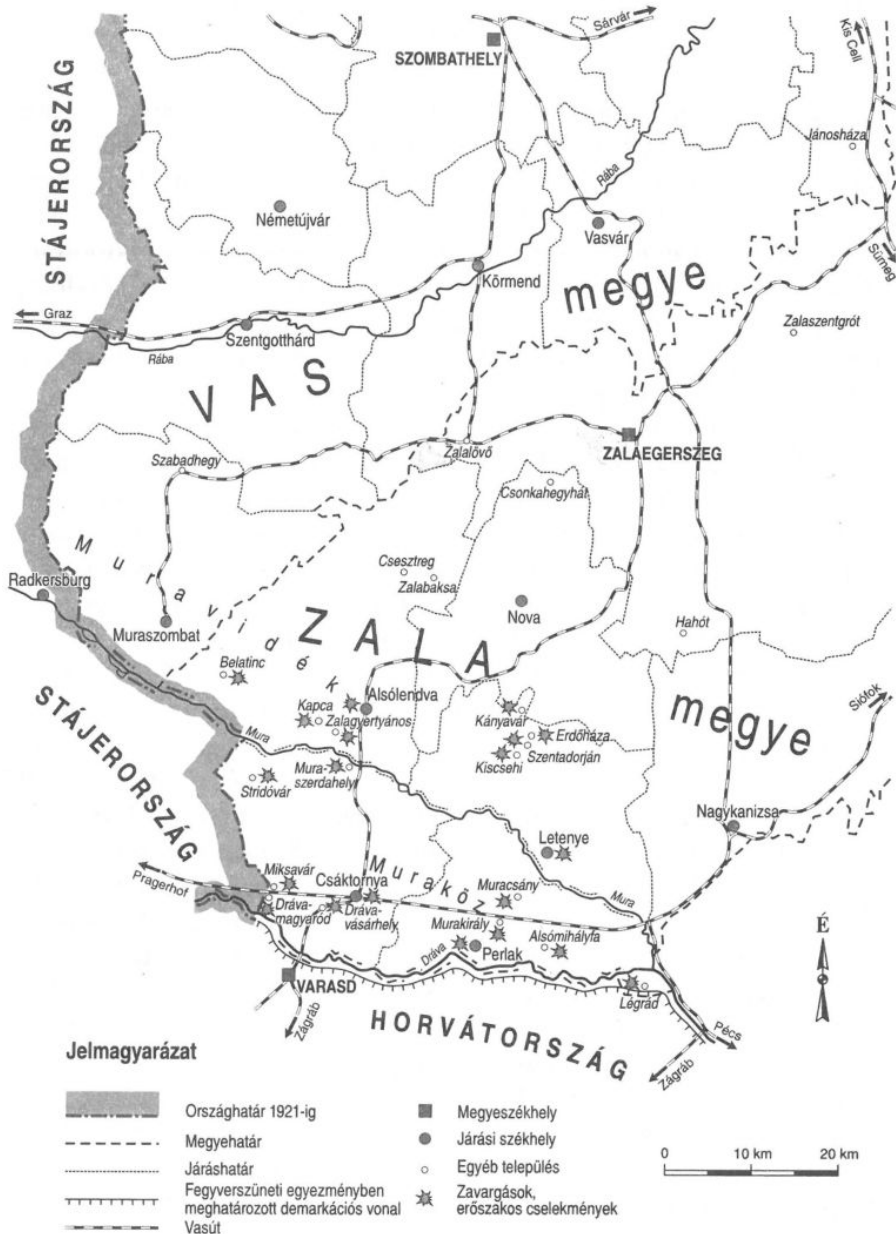 Sárvár
SZOMBATHELY
Kis Cell
Jánosháza
STÁJERORSZÁG
Németújvár
Rába
Vasvár
Körmend
megye
Sümeg
Graz
Szentgotthárd
Rába
Zalaszentgrót
VAS
Szabadhegy
Zalalövő
ZALAEGERSZEG
Csonkahegyhát
Muravidék
Csesztreg
Zalabaksa
Radkersburg
Muraszombat
Nova
Hahót
ZALA
Belatinc
Kapca
Alsólendva
Zalagyertyános
Kányavár
Erdőháza
Szentadorján
Kiscsehi
megye
Siófok
Mura
Mura-
szerdahely
Stridóvár
STÁJERORSZÁG
Nagykanizsa
Letenye
Pragerhof
Miksavár
Csáktornya
Muraköz
Muracsány
Mura
Dráva-
magyaród
Dráva-
vásárhely
Murakirály
Alsómihályfa
Dráva
Perlak
É
VARASD
Légrád
Zágráb
HORVÁTORSZÁG
Pécs
Zágráb
Jelmagyarázat
Országhatár 1921-ig
Megyehatár
Járáshatár
Fegyverszüneti egyezményben
meghatározott demarkációs vonal
Vasút
Megyeszékhely
Járási székhely
Egyéb település
Zavargások,
erőszakos cselekmények
0 10 km 20 km